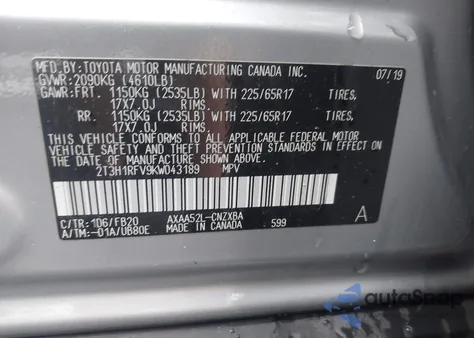 MFD.BY: TOYOTA MOTOR MANUFACTURING CANADA INC. 07/19
GVWR: 2090KG (4610LB)
GAWR: FRT. 1150KG (2535LB) WITH 225/65R17 TIRES,
17X7.0J RIMS.
RR. 1150KG (2535LB) WITH 225/65R17 TIRES,
17X7.0J RIMS.
THIS VEHICLE CONFORMS TO ALL APPLICABLE FEDERAL MOTOR
VEHICLE SAFETY AND THEFT PREVENTION STANDARDS IN EFFECT
ON THE DATE OF MANUFACTURE SHOWN ABOVE.
2T3H1RFV9KW043189 MPV
C/TR: 1D6/FB20 AXAA52L-CNZXBA A
A/TM: -01A/UB80E MADE IN CANADA 599
autoSnap